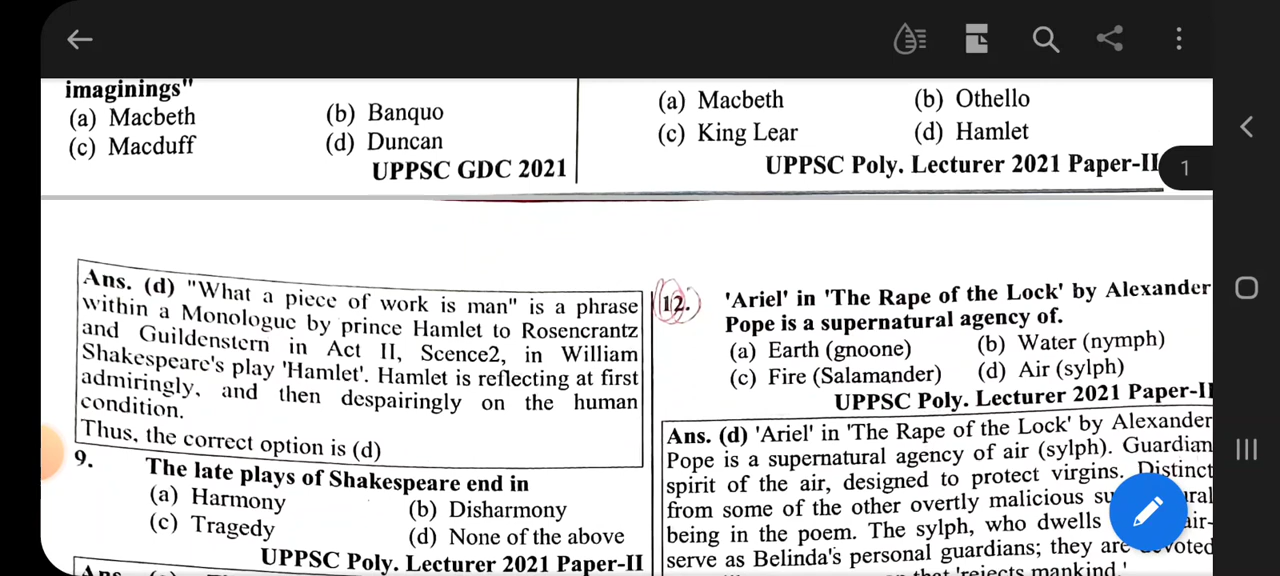 imaginings"
(a) Macbeth (b) Banquo
(c) Macduff (d) Duncan
UPPSC GDC 2021
(a) Macbeth (b) Othello
(c) King Lear (d) Hamlet
UPPSC Poly. Lecturer 2021 Paper-II
1
Ans. (d) "What a piece of work is man" is a phrase
within a Monologue by prince Hamlet to Rosencrantz
and Guildenstern in Act II, Scence2, in William
Shakespeare's play 'Hamlet'. Hamlet is reflecting at first
admiringly, and then despairingly on the human
condition.
Thus, the correct option is (d)
9. The late plays of Shakespeare end in
(a) Harmony (b) Disharmony
(c) Tragedy (d) None of the above
UPPSC Poly. Lecturer 2021 Paper-II
Ans.
12. 'Ariel' in 'The Rape of the Lock' by Alexander
Pope is a supernatural agency of.
(a) Earth (gnoone) (b) Water (nymph)
(c) Fire (Salamander) (d) Air (sylph)
UPPSC Poly. Lecturer 2021 Paper-II
Ans. (d) 'Ariel' in 'The Rape of the Lock' by Alexander
Pope is a supernatural agency of air (sylph). Guardian
spirit of the air, designed to protect virgins. Distinct
from some of the other overtly malicious
being in the poem. The sylph, who dwells air-
serve as Belinda's personal guardians; they are
that 'rejects mankind.'